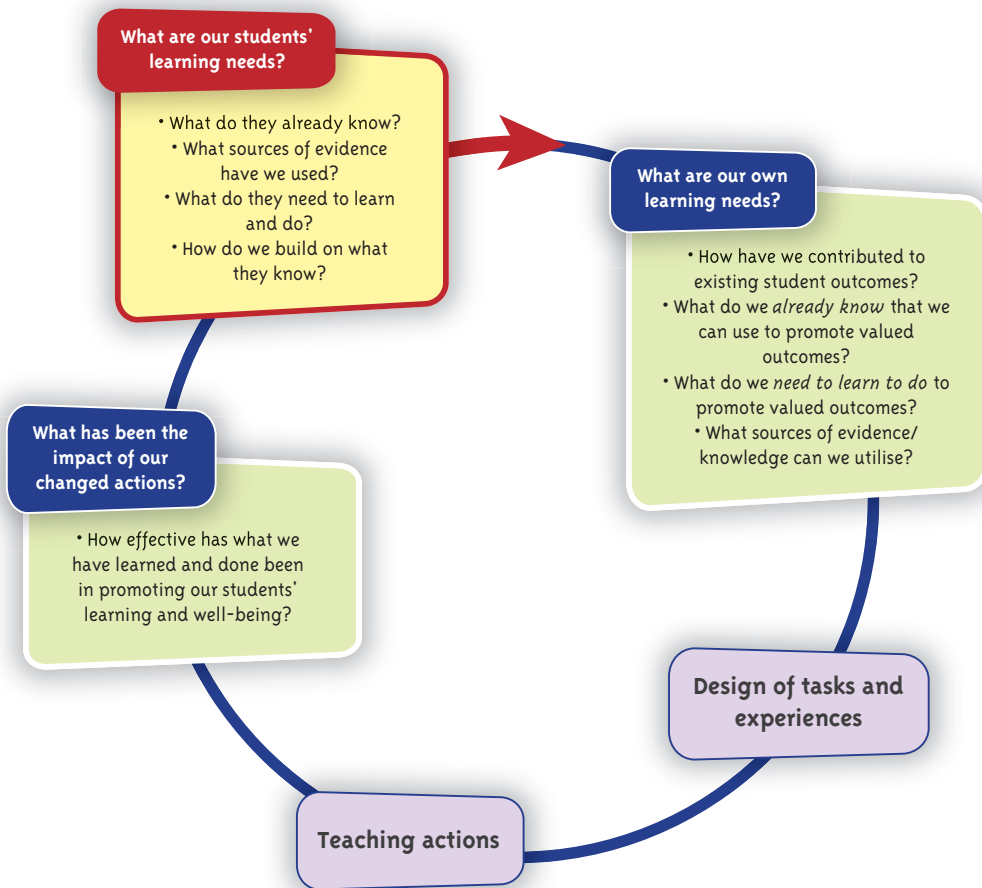 What are our students'
learning needs?
• What do they already know?
• What sources of evidence
have we used?
• What do they need to learn
and do?
• How do we build on what
they know?
What are our own
learning needs?
• How have we contributed to
existing student outcomes?
• What do we already know that we
can use to promote valued
outcomes?
• What do we need to learn to do to
promote valued outcomes?
• What sources of evidence/
knowledge can we utilise?
Design of tasks and
experiences
Teaching actions
What has been the
impact of our
changed actions?
• How effective has what we
have learned and done been
in promoting our students'
learning and well-being?